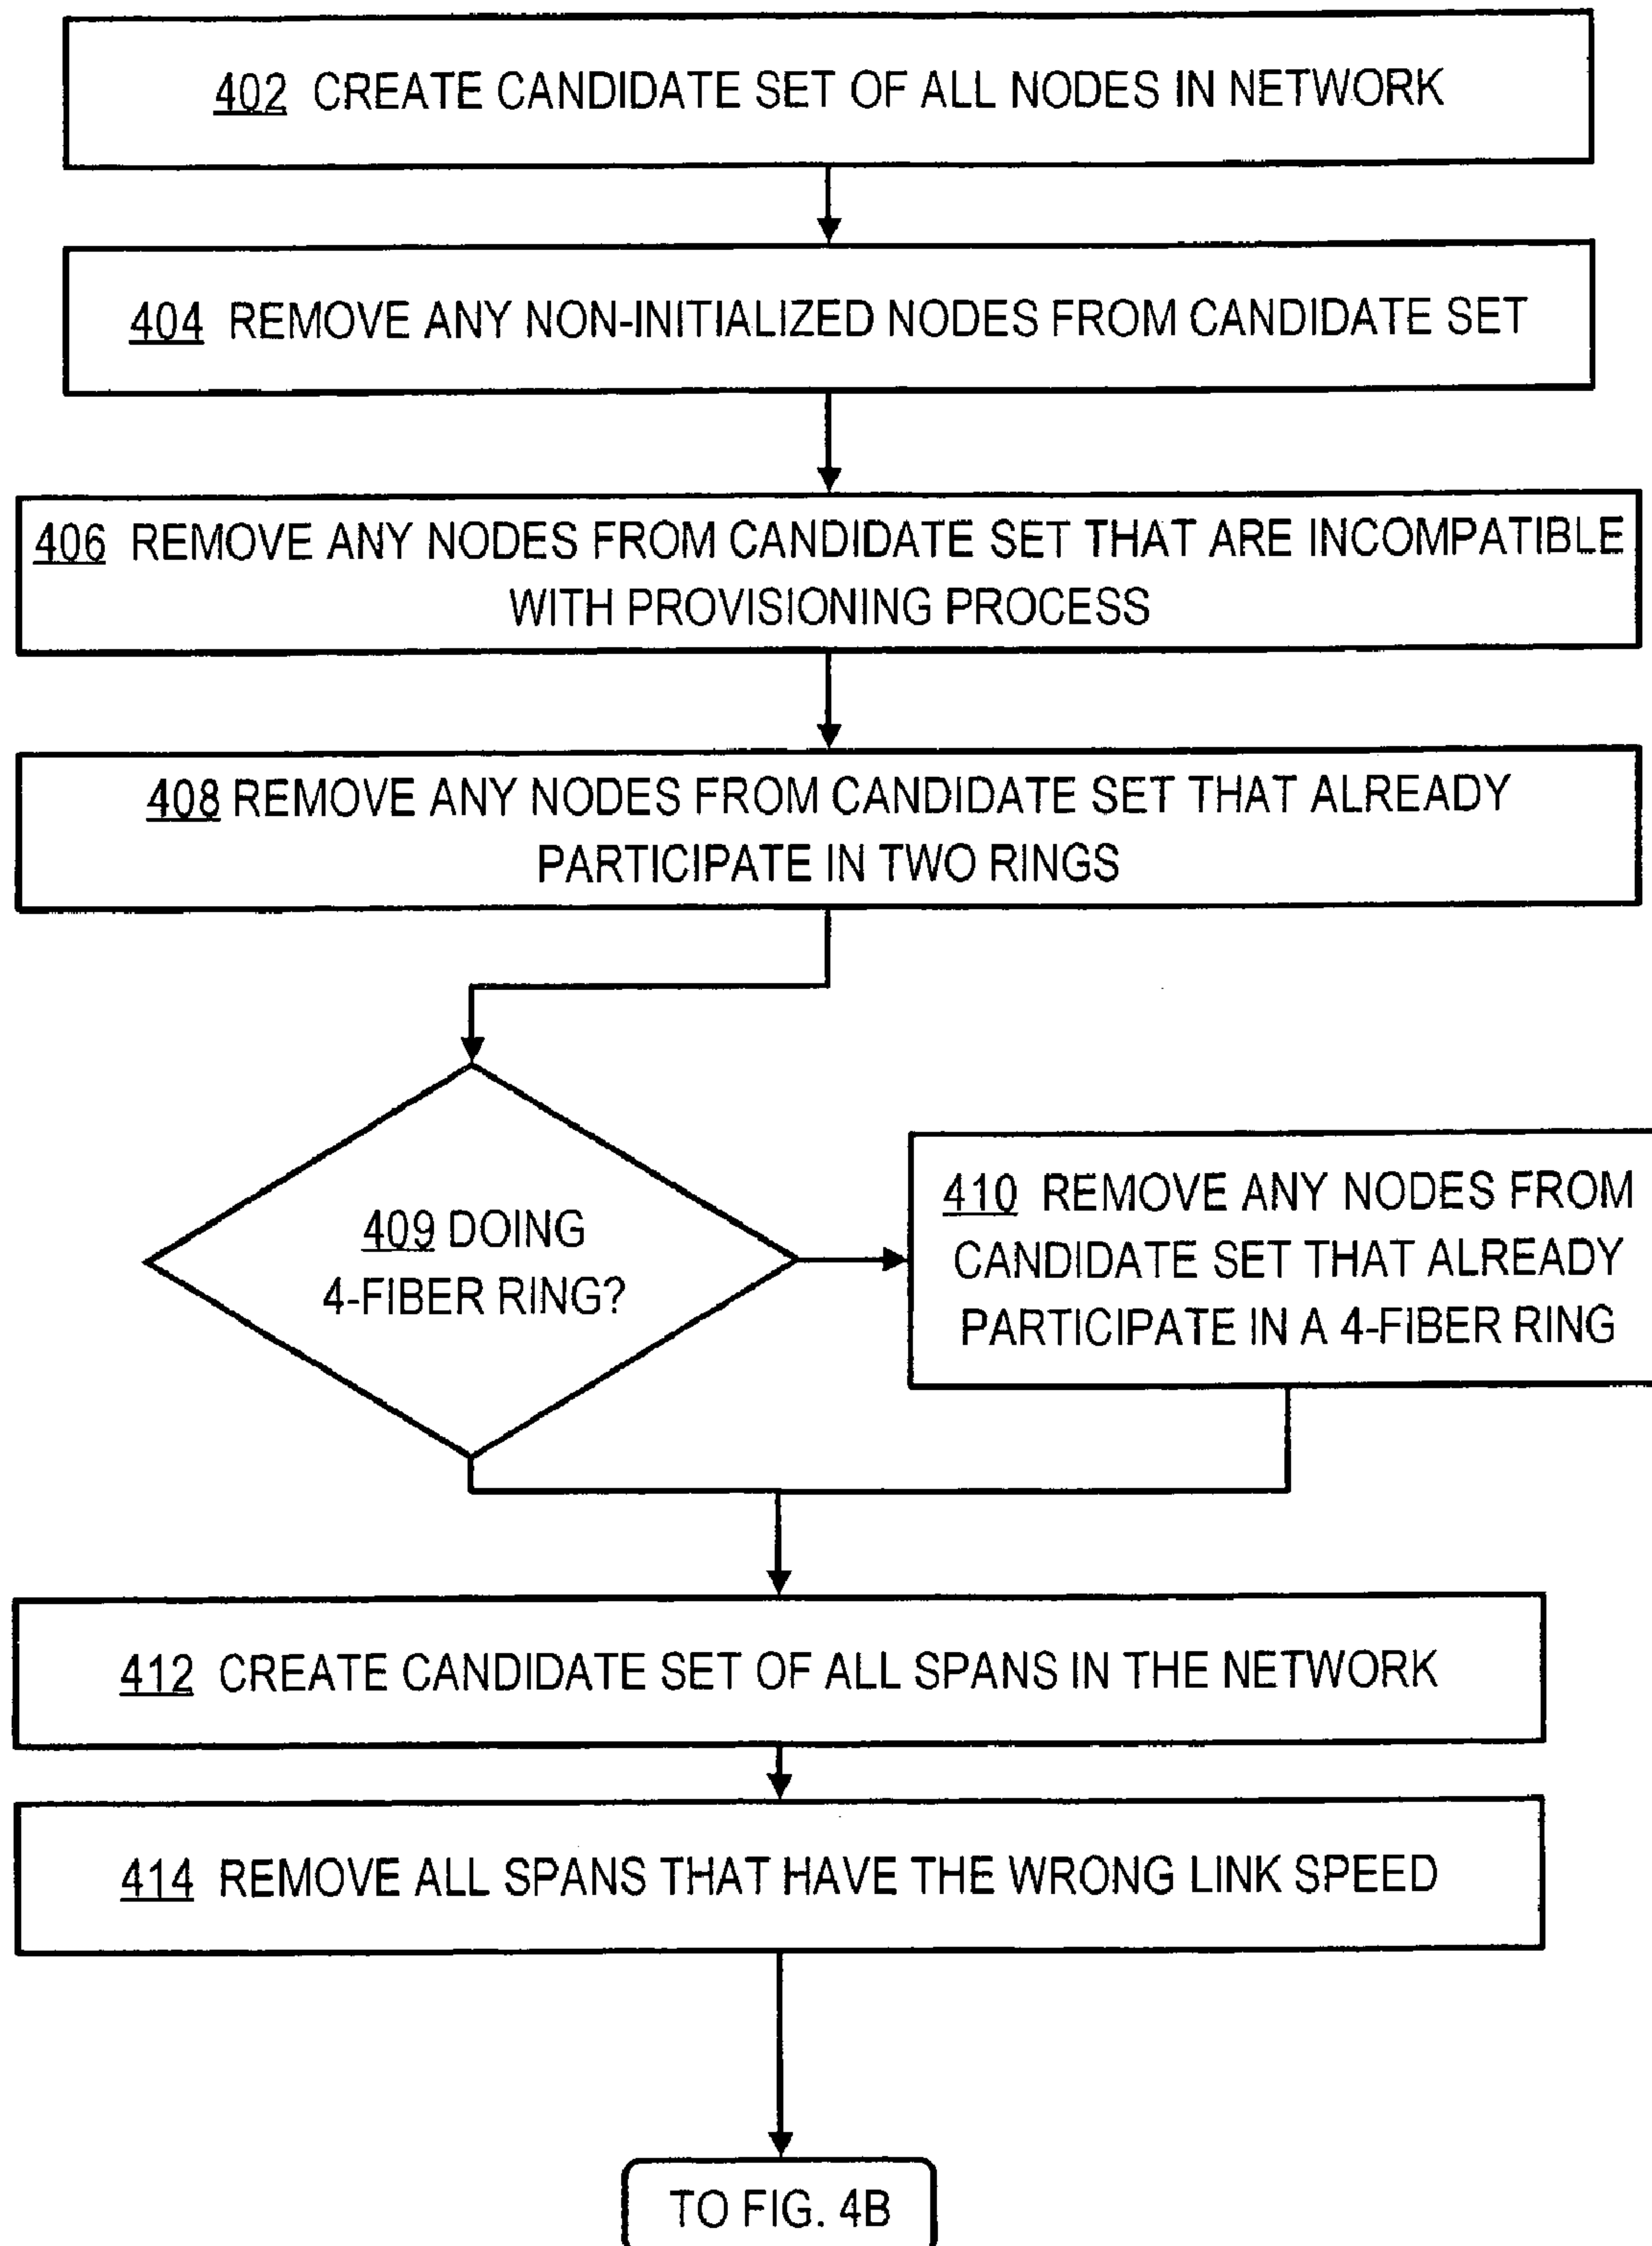 402 CREATE CANDIDATE SET OF ALL NODES IN NETWORK
404 REMOVE ANY NON-INITIALIZED NODES FROM CANDIDATE SET
406 REMOVE ANY NODES FROM CANDIDATE SET THAT ARE INCOMPATIBLE
WITH PROVISIONING PROCESS
408 REMOVE ANY NODES FROM CANDIDATE SET THAT ALREADY
PARTICIPATE IN TWO RINGS
409 DOING
4-FIBER RING?
410 REMOVE ANY NODES FROM
CANDIDATE SET THAT ALREADY
PARTICIPATE IN A 4-FIBER RING
412 CREATE CANDIDATE SET OF ALL SPANS IN THE NETWORK
414 REMOVE ALL SPANS THAT HAVE THE WRONG LINK SPEED
TO FIG. 4B